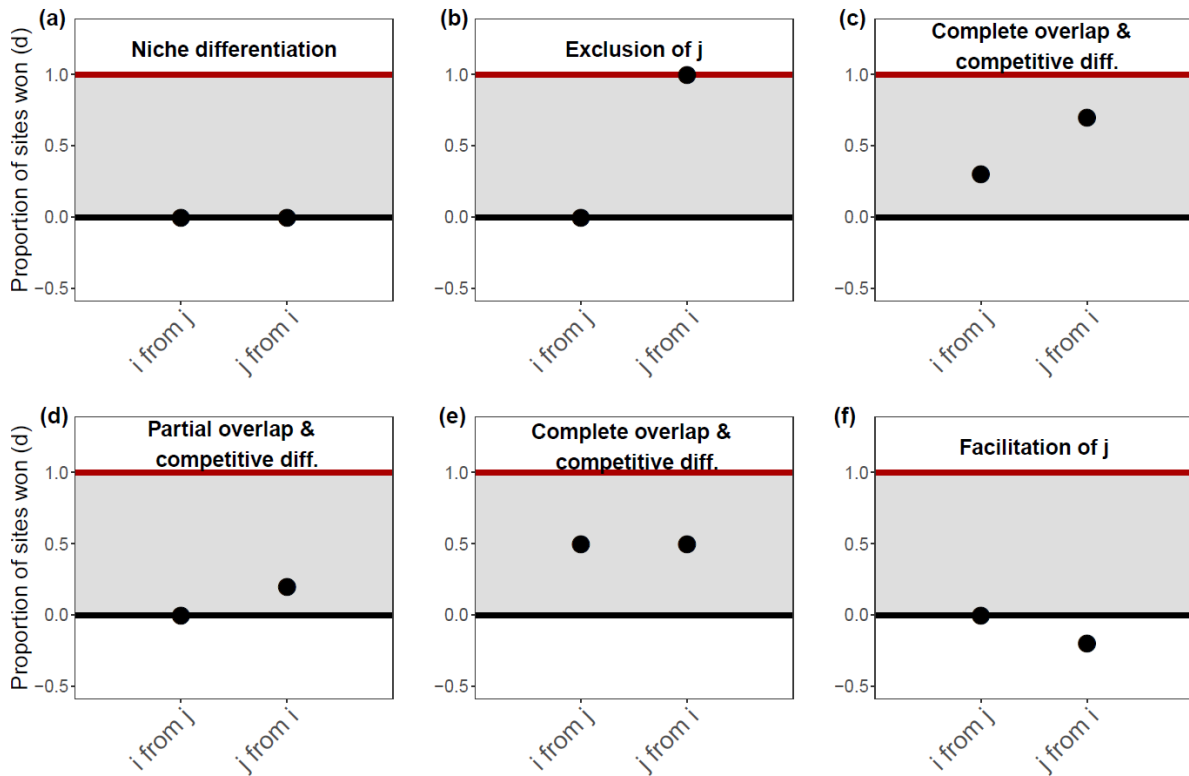 (a)
Niche differentiation
Proportion of sites won (d)
1.0
0.5
0.0
−0.5
i from j
j from i
(b)
Exclusion of j
1.0
0.5
0.0
−0.5
i from j
j from i
(c)
Complete overlap &
competitive diff.
1.0
0.5
0.0
−0.5
i from j
j from i
(d)
Partial overlap &
competitive diff.
Proportion of sites won (d)
1.0
0.5
0.0
−0.5
i from j
j from i
(e)
Complete overlap &
competitive diff.
1.0
0.5
0.0
−0.5
i from j
j from i
(f)
Facilitation of j
1.0
0.5
0.0
−0.5
i from j
j from i